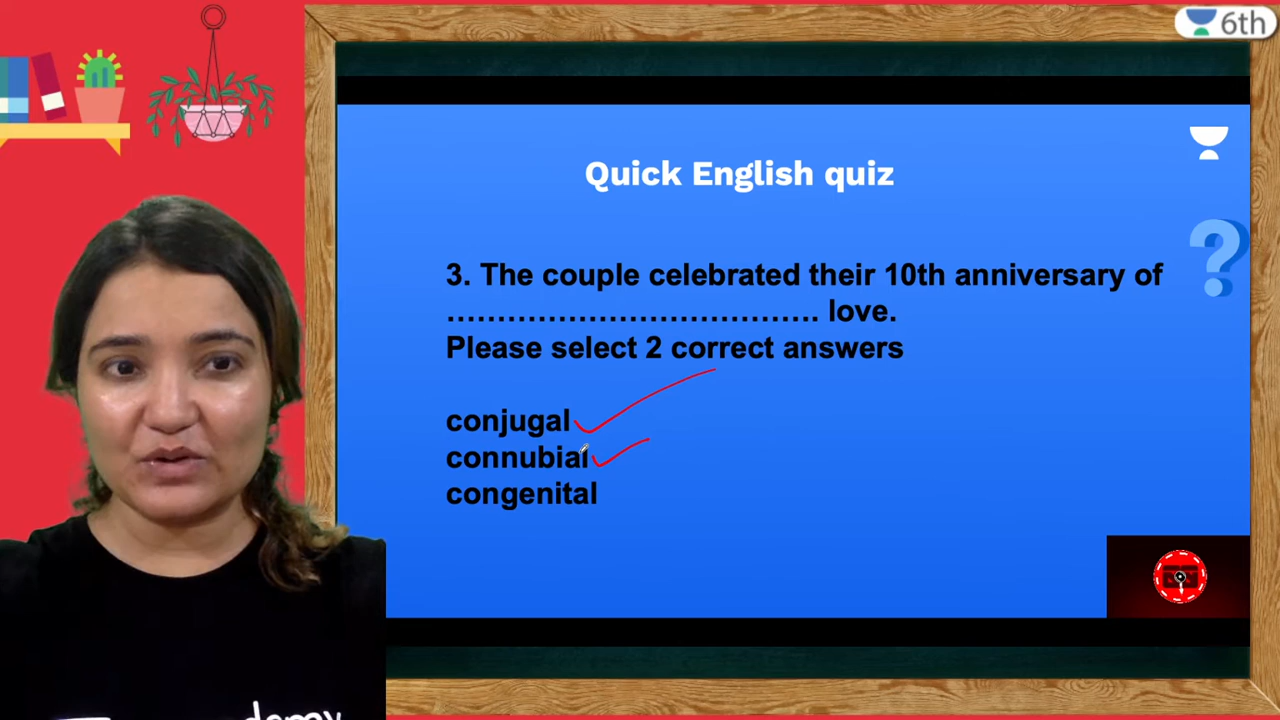 6th
Quick English quiz
3. The couple celebrated their 10th anniversary of
………………………………. love.
Please select 2 correct answers
conjugal
connubial
congenital